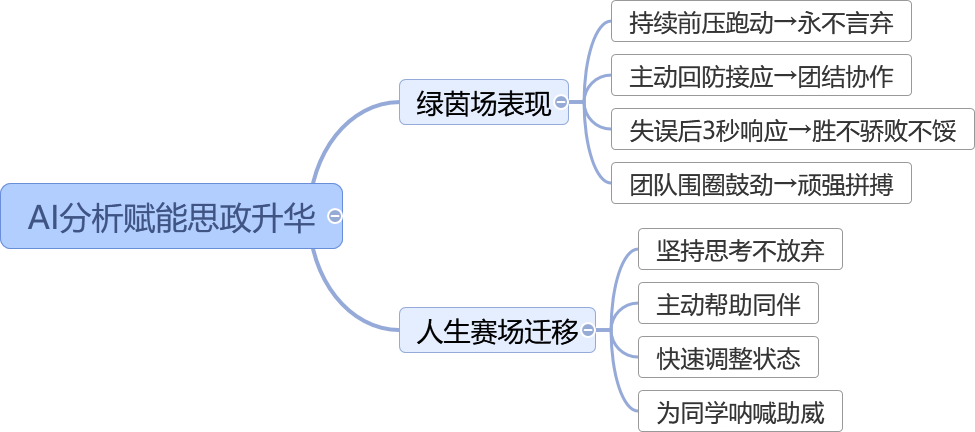 AI分析赋能思政升华
绿茵场表现
持续前压跑动→永不言弃
主动回防接应→团结协作
失误后3秒响应→胜不骄败不馁
团队围圈鼓劲→顽强拼搏
人生赛场迁移
坚持思考不放弃
主动帮助同伴
快速调整状态
为同学呐喊助威